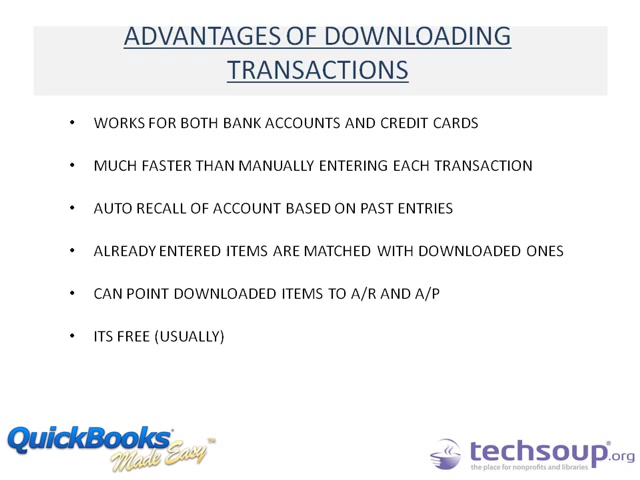 ADVANTAGES OF DOWNLOADING
TRANSACTIONS
• WORKS FOR BOTH BANK ACCOUNTS AND CREDIT CARDS
• MUCH FASTER THAN MANUALLY ENTERING EACH TRANSACTION
• AUTO RECALL OF ACCOUNT BASED ON PAST ENTRIES
• ALREADY ENTERED ITEMS ARE MATCHED WITH DOWNLOADED ONES
• CAN POINT DOWNLOADED ITEMS TO A/R AND A/P
• ITS FREE (USUALLY)
QuickBooks
Made Easy™
techsoup.org
the place for nonprofits and libraries